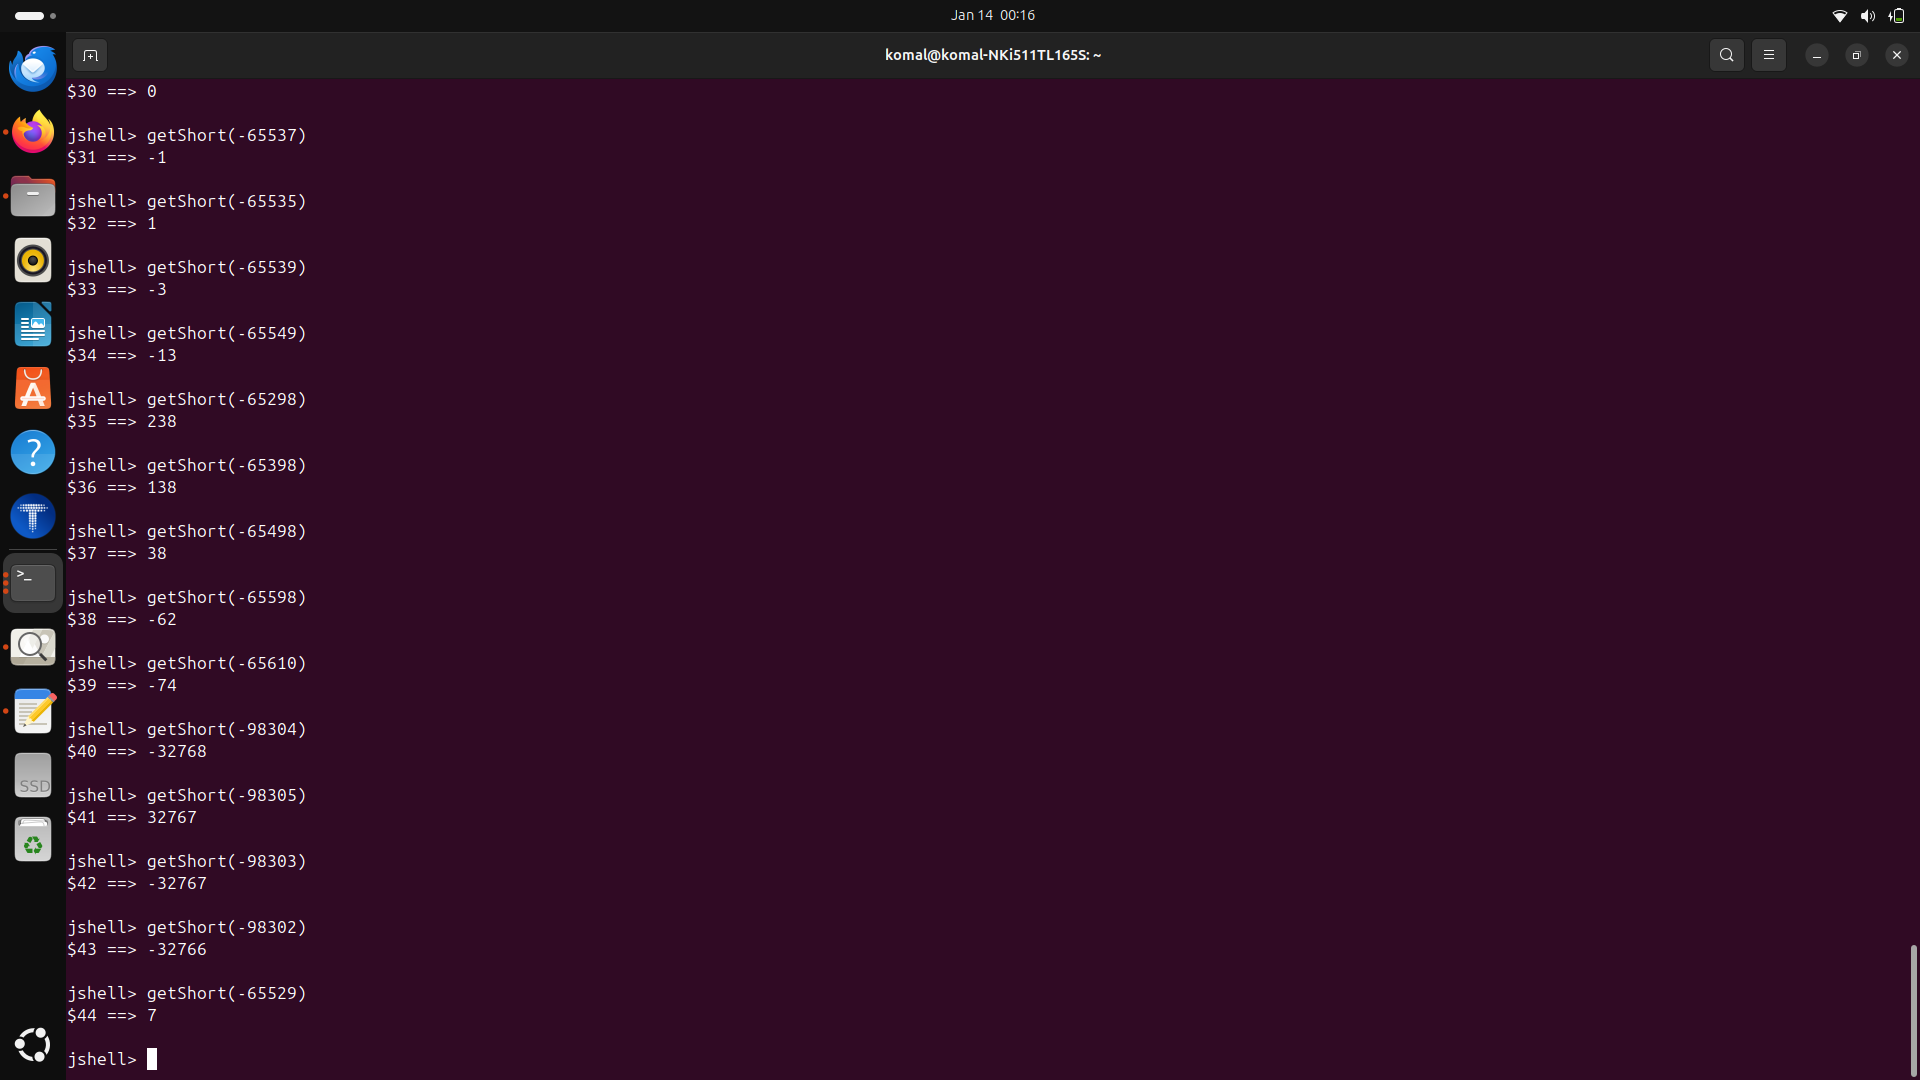 Jan 14 00:16
komal@komal-NKi511TL165S: ~
$30 ==> 0
jshell> getShort(-65537)
$31 ==> -1
jshell> getShort(-65535)
$32 ==> 1
jshell> getShort(-65539)
$33 ==> -3
jshell> getShort(-65549)
$34 ==> -13
jshell> getShort(-65298)
$35 ==> 238
jshell> getShort(-65398)
$36 ==> 138
jshell> getShort(-65498)
$37 ==> 38
jshell> getShort(-65598)
$38 ==> -62
jshell> getShort(-65610)
$39 ==> -74
jshell> getShort(-98304)
$40 ==> -32768
jshell> getShort(-98305)
$41 ==> 32767
jshell> getShort(-98303)
$42 ==> -32767
jshell> getShort(-98302)
$43 ==> -32766
jshell> getShort(-65529)
$44 ==> 7
jshell>
?
T
>_
SSD